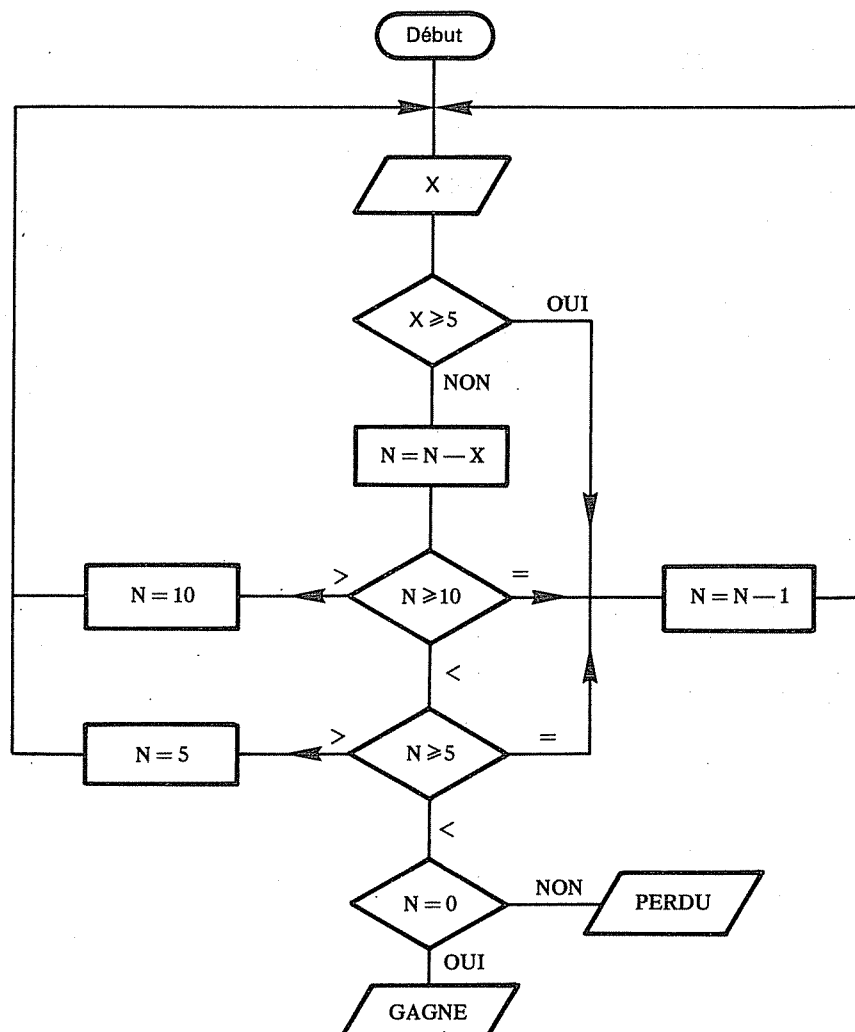 Début
X
X ⩾ 5
OUI
NON
N = N — X
N = 10
>
N ⩾ 10
=
N = N — 1
<
N = 5
>
N ⩾ 5
=
<
N = 0
NON
PERDU
OUI
GAGNE